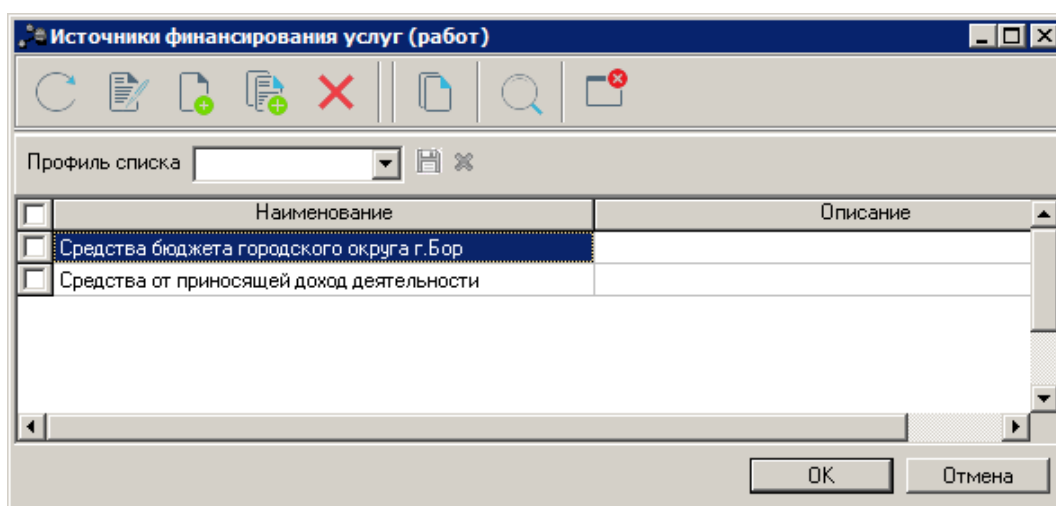 Источники финансирования услуг (работ)
Профиль списка
Наименование Описание
Средства бюджета городского округа г.Бор
Средства от приносящей доход деятельности
OK Отмена